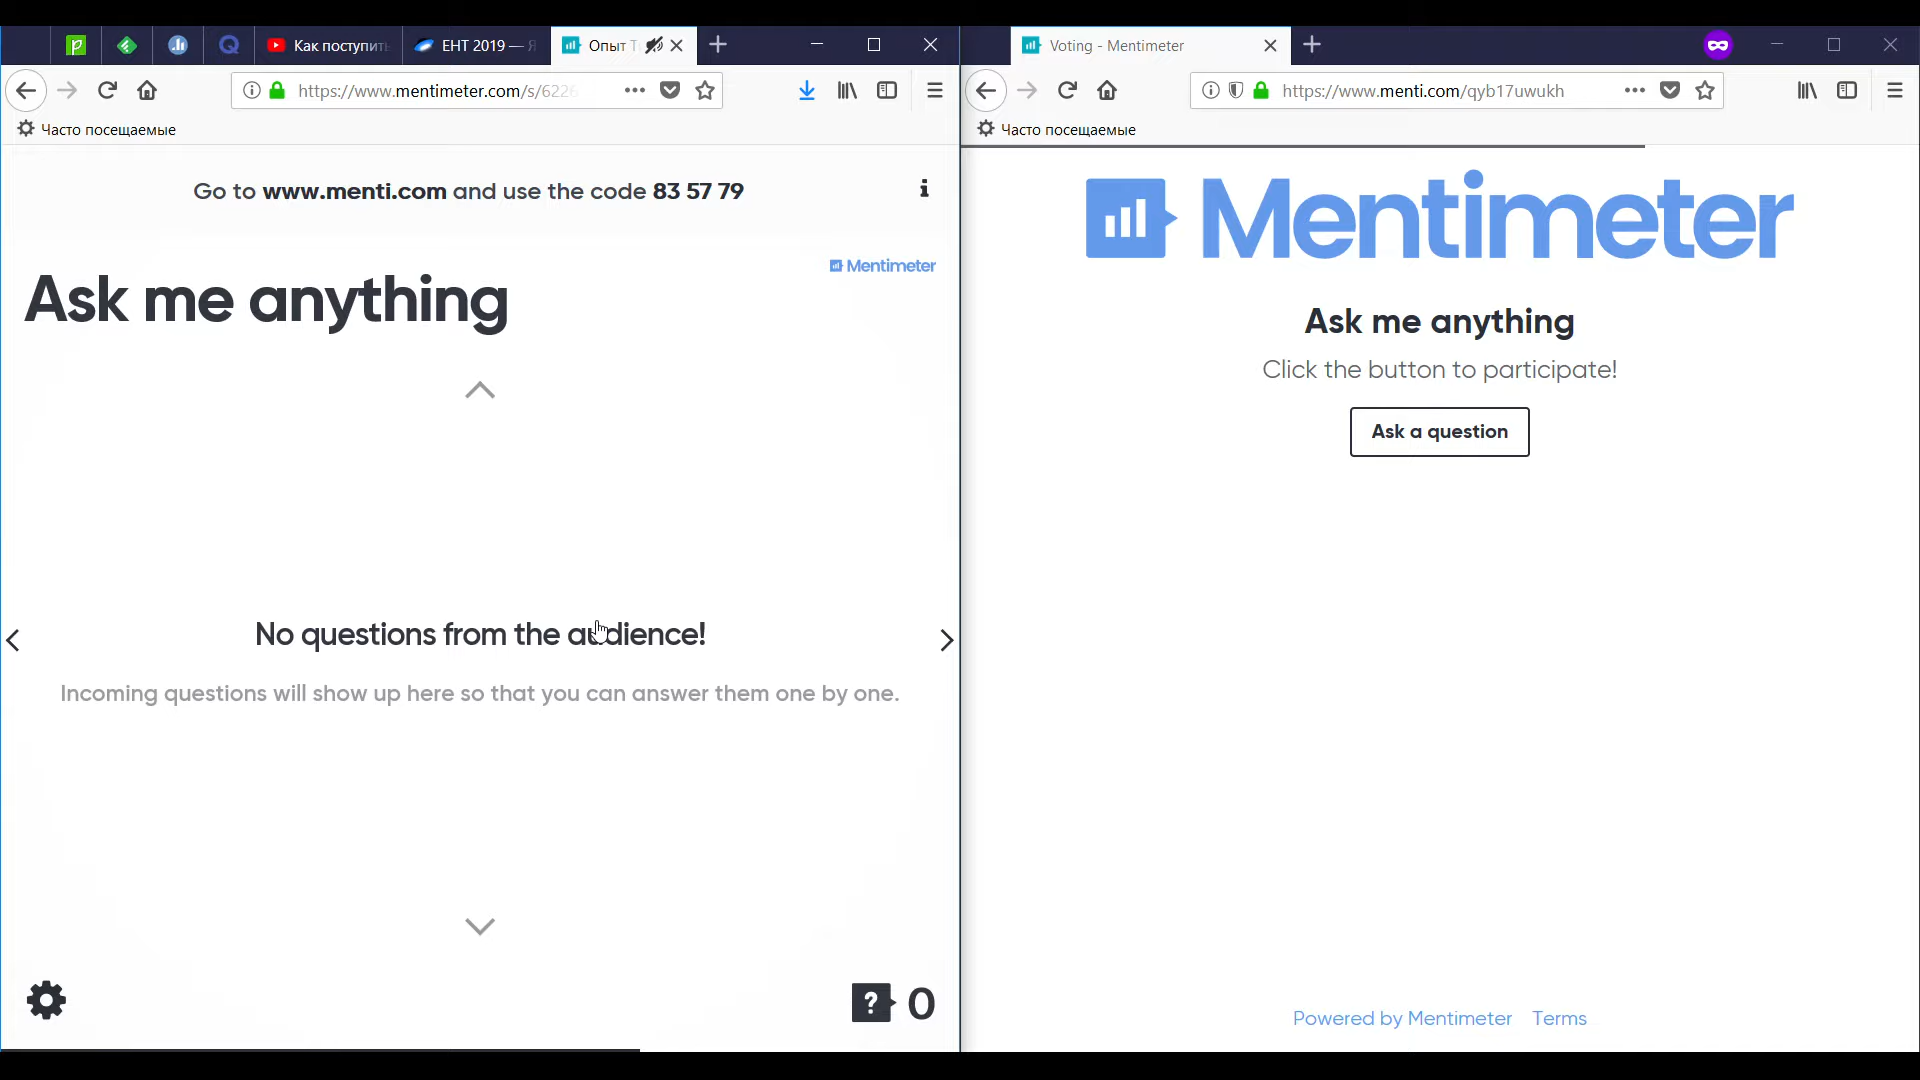 Как поступит
ЕНТ 2019 — Я
Опыт Т
https://www.mentimeter.com/s/6226
Часто посещаемые
Go to www.menti.com and use the code 83 57 79
Mentimeter
Ask me anything
No questions from the audience!
Incoming questions will show up here so that you can answer them one by one.
? 0
Voting - Mentimeter
https://www.menti.com/qyb17uwukh
Часто посещаемые
Mentimeter
Ask me anything
Click the button to participate!
Ask a question
Powered by Mentimeter Terms